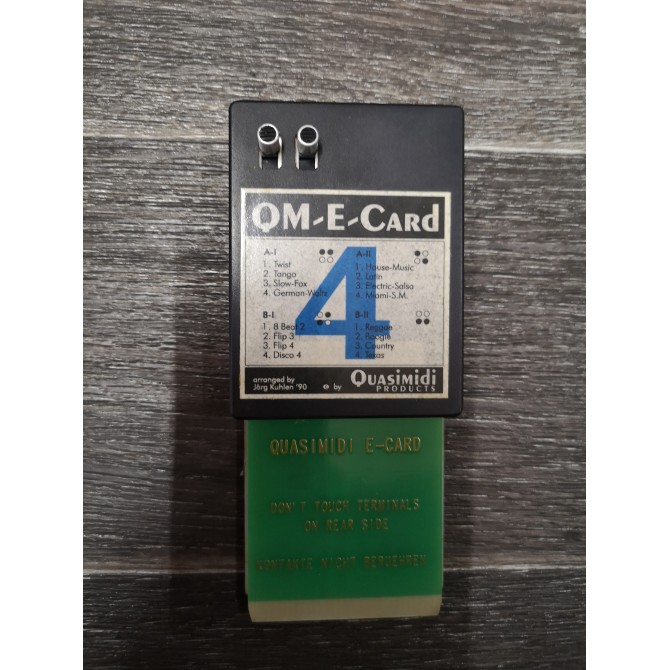 QM-E-CARD
A-I
1. Twist
2. Tango
3. Slow-Fox
4. German-Waltz
A-II
1. House-Music
2. Latin
3. Electric-Salsa
4. Miami-S.M.
4
B-I
1. 8 Beat 2
2. Flip 3
3. Flip 4
4. Disco 4
B-II
1. Reggae
2. Boogie
3. Country
4. Texas
arranged by
Jörg Kuhlen '90
© by
QUASIMIDI
PRODUCTS
QUASIMIDI E-CARD
DON'T TOUCH TERMINALS
ON REAR SIDE
KONTAKTE NICHT BERUEHREN